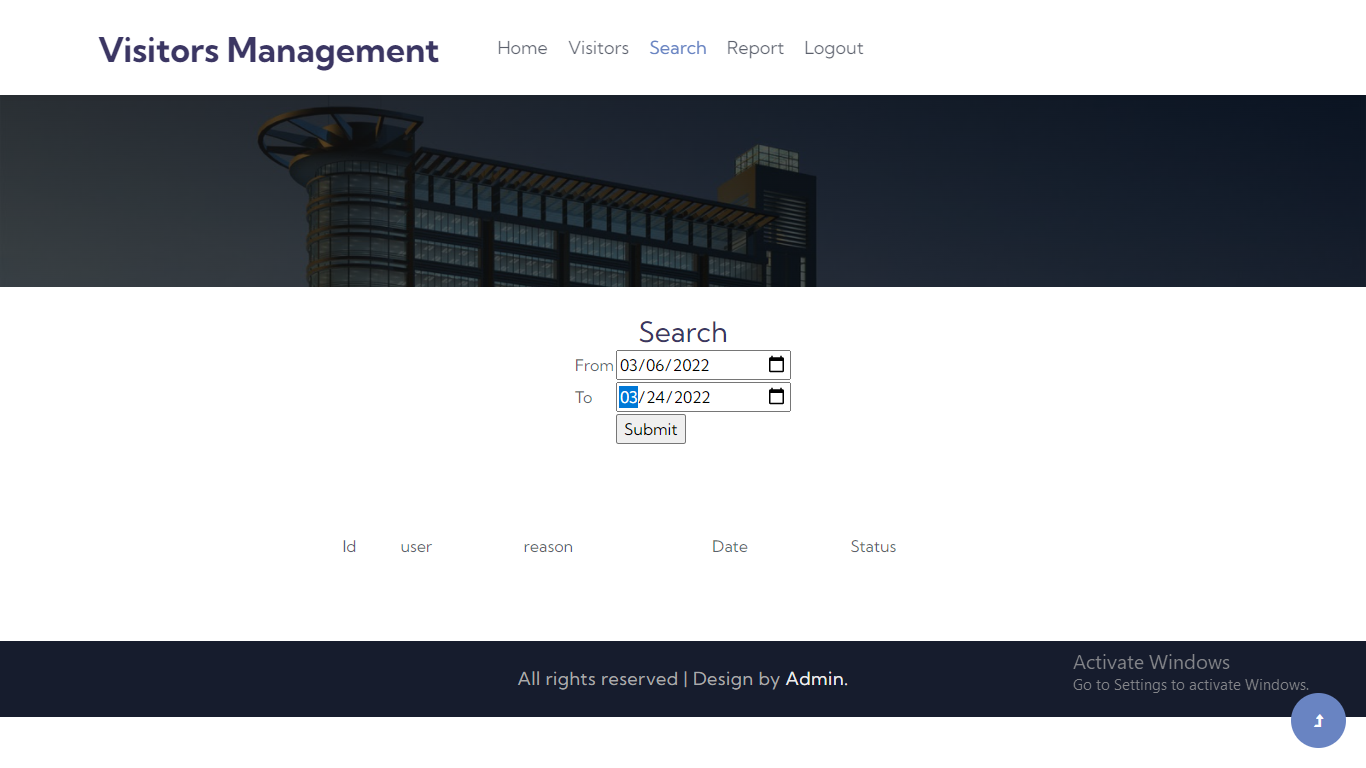 Visitors Management
Home Visitors Search Report Logout
Search
From 03/06/2022
To 03/24/2022
Submit
Id user reason Date Status
All rights reserved | Design by Admin.
Activate Windows
Go to Settings to activate Windows.